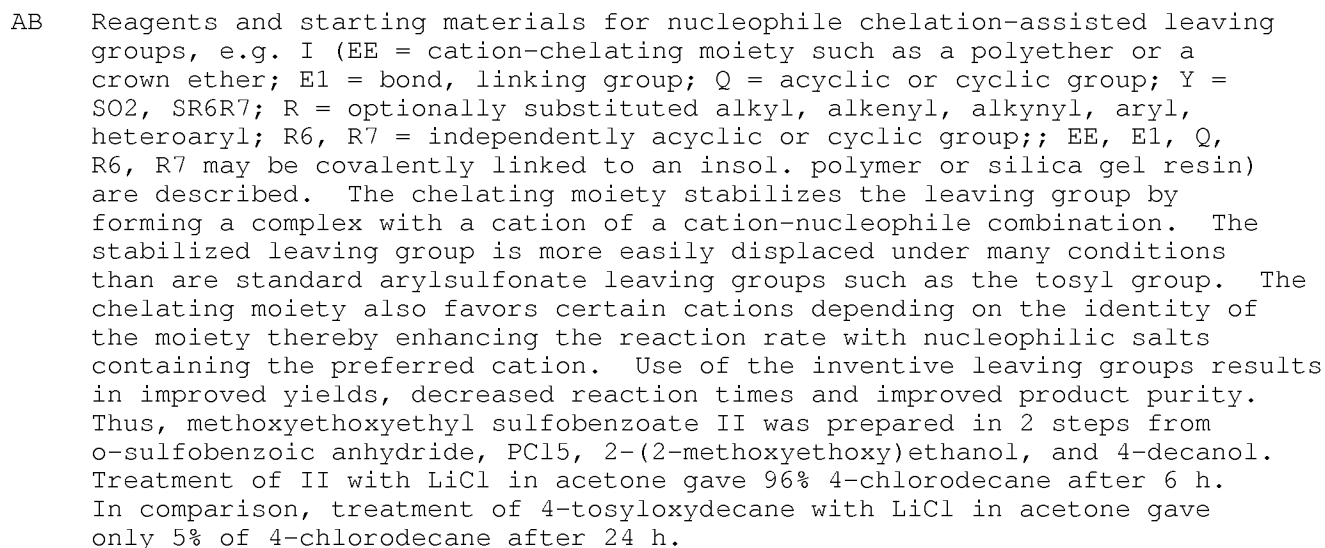 AB Reagents and starting materials for nucleophile chelation-assisted leaving
groups, e.g. I (EE = cation-chelating moiety such as a polyether or a
crown ether; E1 = bond, linking group; Q = acyclic or cyclic group; Y =
SO2, SR6R7; R = optionally substituted alkyl, alkenyl, alkynyl, aryl,
heteroaryl; R6, R7 = independently acyclic or cyclic group;; EE, E1, Q,
R6, R7 may be covalently linked to an insol. polymer or silica gel resin)
are described. The chelating moiety stabilizes the leaving group by
forming a complex with a cation of a cation-nucleophile combination. The
stabilized leaving group is more easily displaced under many conditions
than are standard arylsulfonate leaving groups such as the tosyl group. The
chelating moiety also favors certain cations depending on the identity of
the moiety thereby enhancing the reaction rate with nucleophilic salts
containing the preferred cation. Use of the inventive leaving groups results
in improved yields, decreased reaction times and improved product purity.
Thus, methoxyethoxyethyl sulfobenzoate II was prepared in 2 steps from
o-sulfobenzoic anhydride, PCl5, 2-(2-methoxyethoxy)ethanol, and 4-decanol.
Treatment of II with LiCl in acetone gave 96% 4-chlorodecane after 6 h.
In comparison, treatment of 4-tosyloxydecane with LiCl in acetone gave
only 5% of 4-chlorodecane after 24 h.